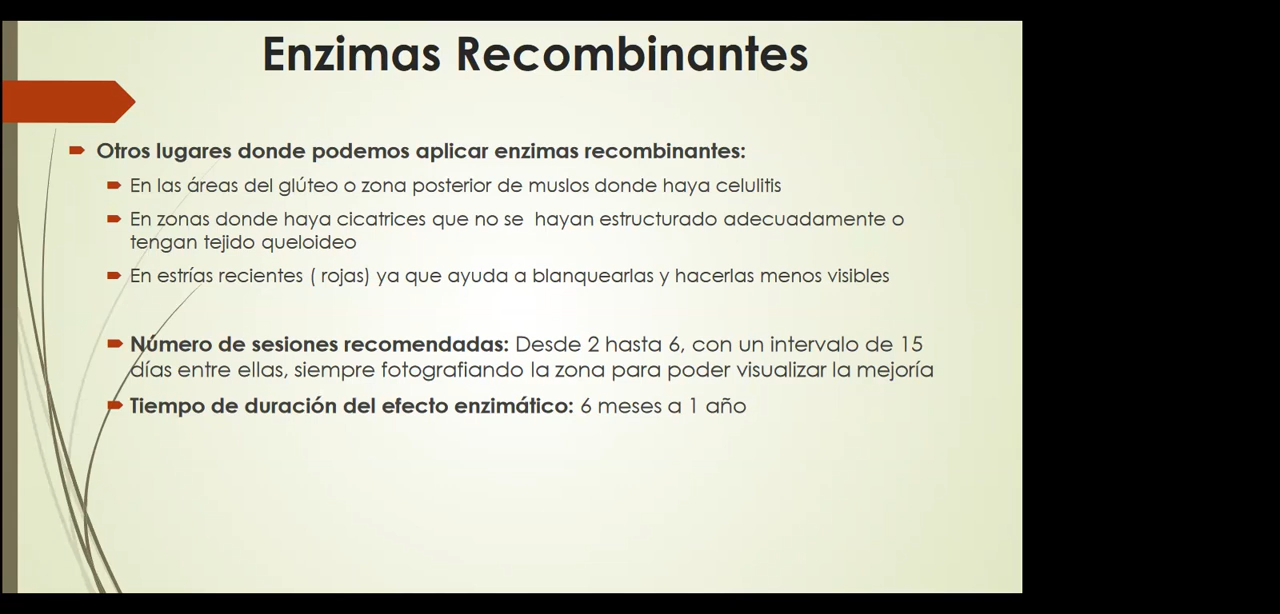 Enzimas Recombinantes
Otros lugares donde podemos aplicar enzimas recombinantes:
En las áreas del glúteo o zona posterior de muslos donde haya celulitis
En zonas donde haya cicatrices que no se hayan estructurado adecuadamente o
tengan tejido queloideo
En estrías recientes ( rojas) ya que ayuda a blanquearlas y hacerlas menos visibles
Número de sesiones recomendadas: Desde 2 hasta 6, con un intervalo de 15
días entre ellas, siempre fotografiando la zona para poder visualizar la mejoría
Tiempo de duración del efecto enzimático: 6 meses a 1 año